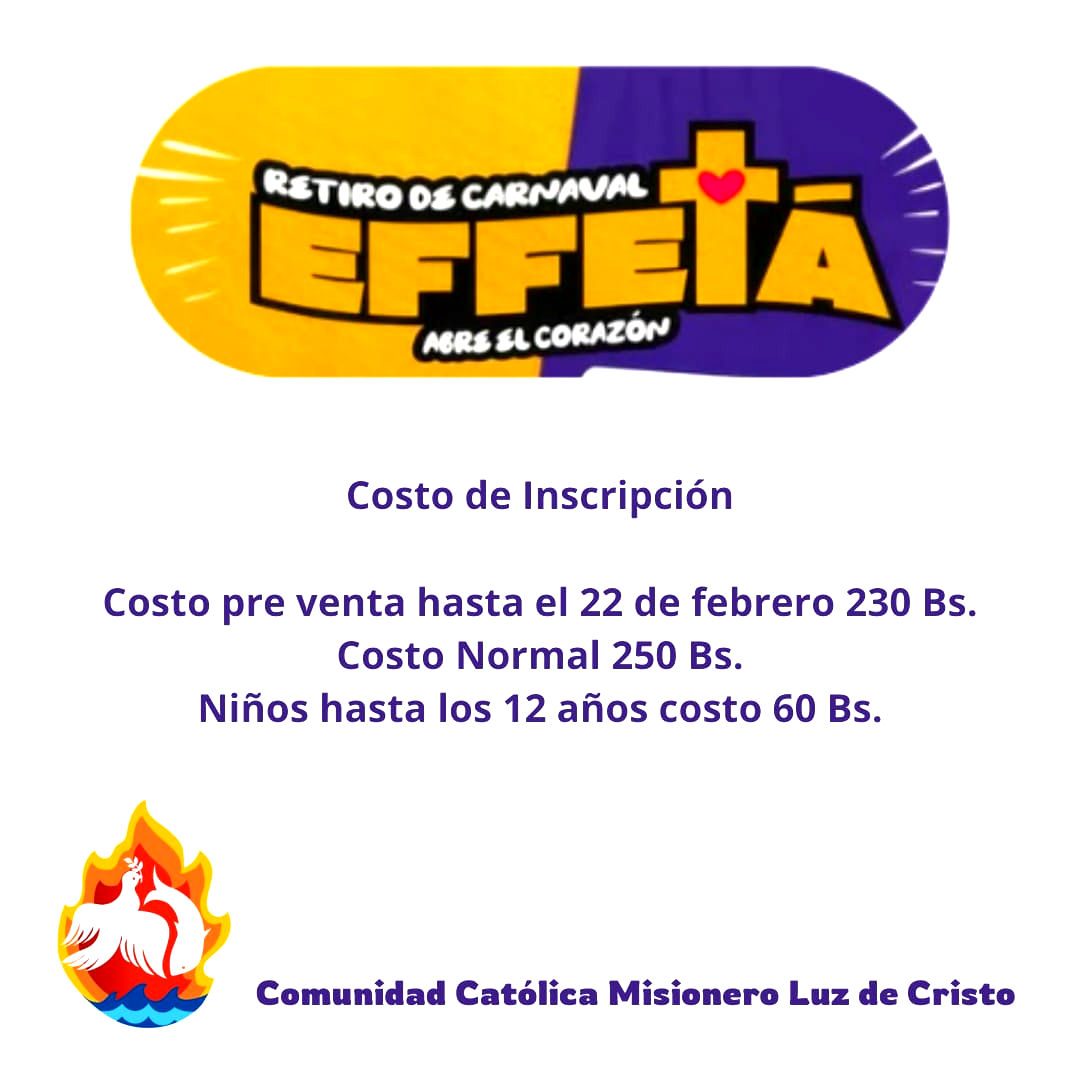 RETIRO DE CARNAVAL
EFFETÁ
ABRE EL CORAZÓN
Costo de Inscripción
Costo pre venta hasta el 22 de febrero 230 Bs.
Costo Normal 250 Bs.
Niños hasta los 12 años costo 60 Bs.
Comunidad Católica Misionero Luz de Cristo